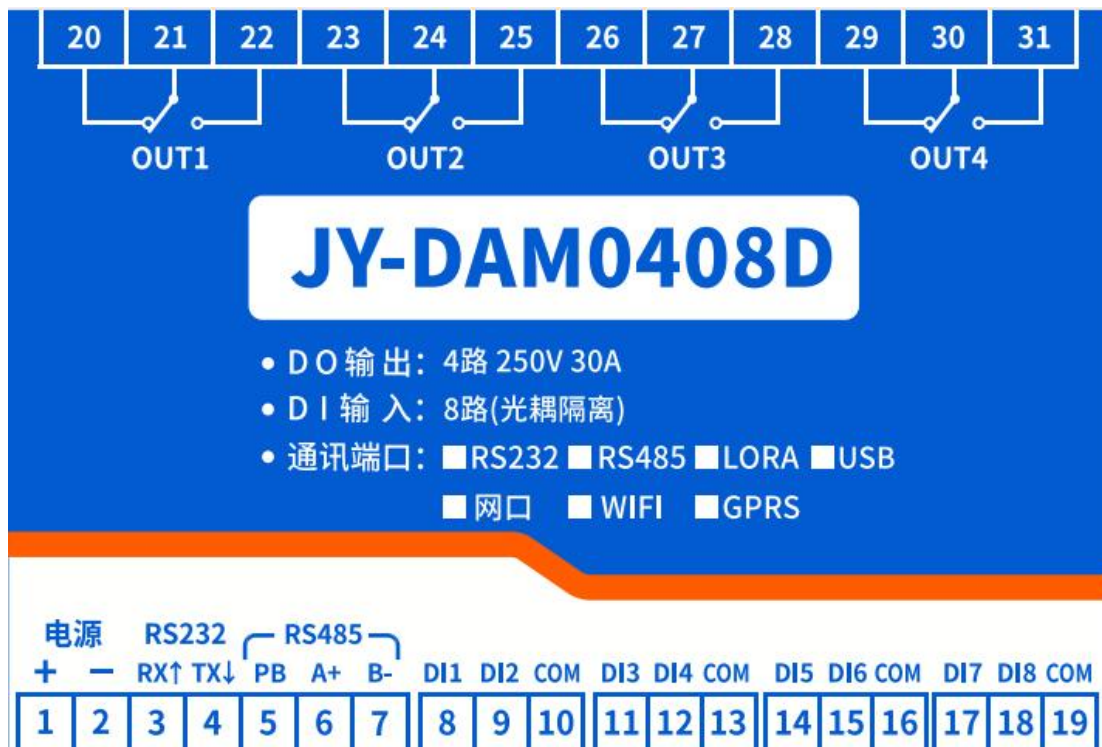 20 21 22 23 24 25 26 27 28 29 30 31
OUT1 OUT2 OUT3 OUT4
JY-DAM0408D
• DO输出：4路 250V 30A
• DI输入：8路(光耦隔离)
• 通讯端口：■RS232 ■RS485 ■LORA ■USB
■网口 ■WIFI ■GPRS
电源 RS232 RS485
+ − RX↑ TX↓ PB A+ B- DI1 DI2 COM DI3 DI4 COM DI5 DI6 COM DI7 DI8 COM
1 2 3 4 5 6 7 8 9 10 11 12 13 14 15 16 17 18 19